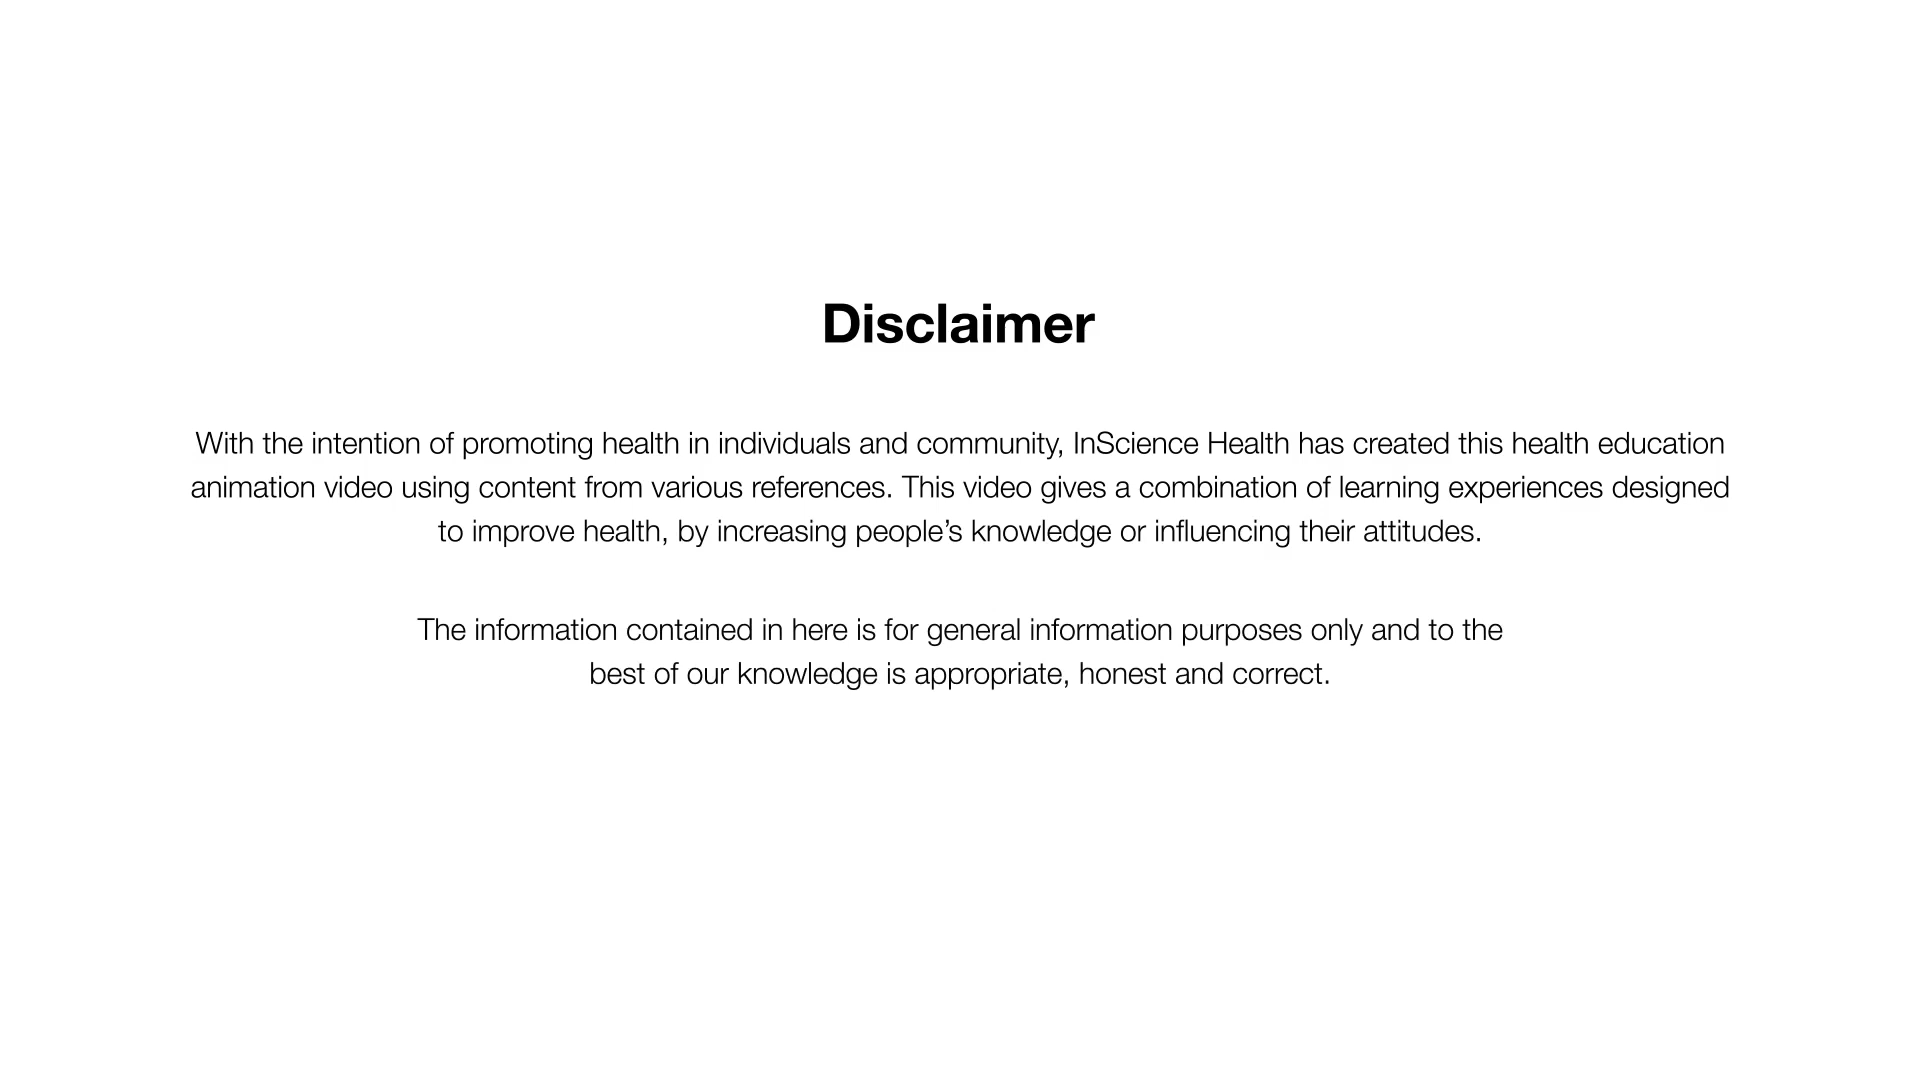 Disclaimer
With the intention of promoting health in individuals and community, InScience Health has created this health education
animation video using content from various references. This video gives a combination of learning experiences designed
to improve health, by increasing people’s knowledge or influencing their attitudes.
The information contained in here is for general information purposes only and to the
best of our knowledge is appropriate, honest and correct.